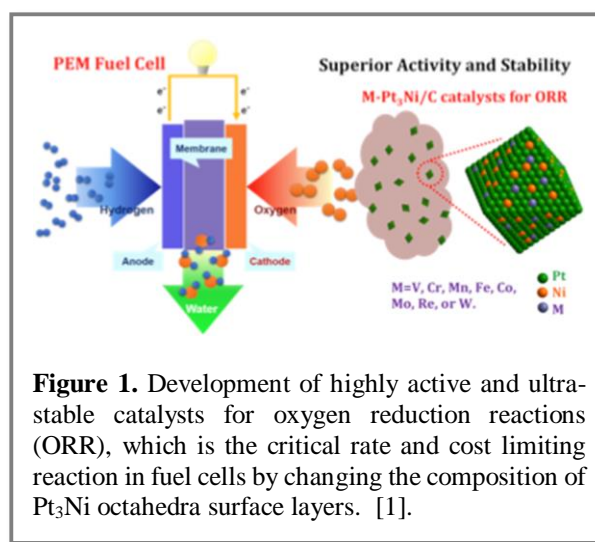 PEM Fuel Cell
Superior Activity and Stability
M-Pt₃Ni/C catalysts for ORR
e⁻
e⁻
e⁻
e⁻
Membrane
Hydrogen
Oxygen
Anode
Cathode
Water
M=V, Cr, Mn, Fe, Co,
Mo, Re, or W.
Pt
Ni
M
Figure 1. Development of highly active and ultra-
stable catalysts for oxygen reduction reactions
(ORR), which is the critical rate and cost limiting
reaction in fuel cells by changing the composition of
Pt₃Ni octahedra surface layers. [1].